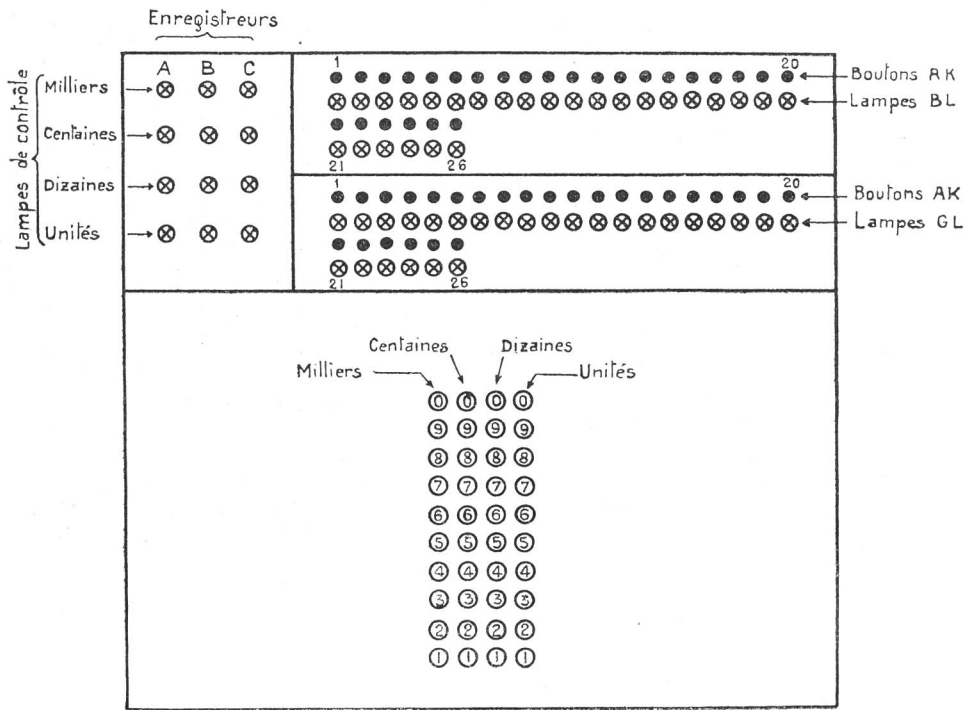 Enregistreurs
A B C
Lampes de contrôle
Milliers
Centaines
Dizaines
Unités
1 20
Boutons AK
Lampes BL
21 26
1 20
Boutons AK
Lampes GL
21 26
Centaines Dizaines
Milliers Unités
0 0 0 0
9 9 9 9
8 8 8 8
7 7 7 7
6 6 6 6
5 5 5 5
4 4 4 4
3 3 3 3
2 2 2 2
1 1 1 1